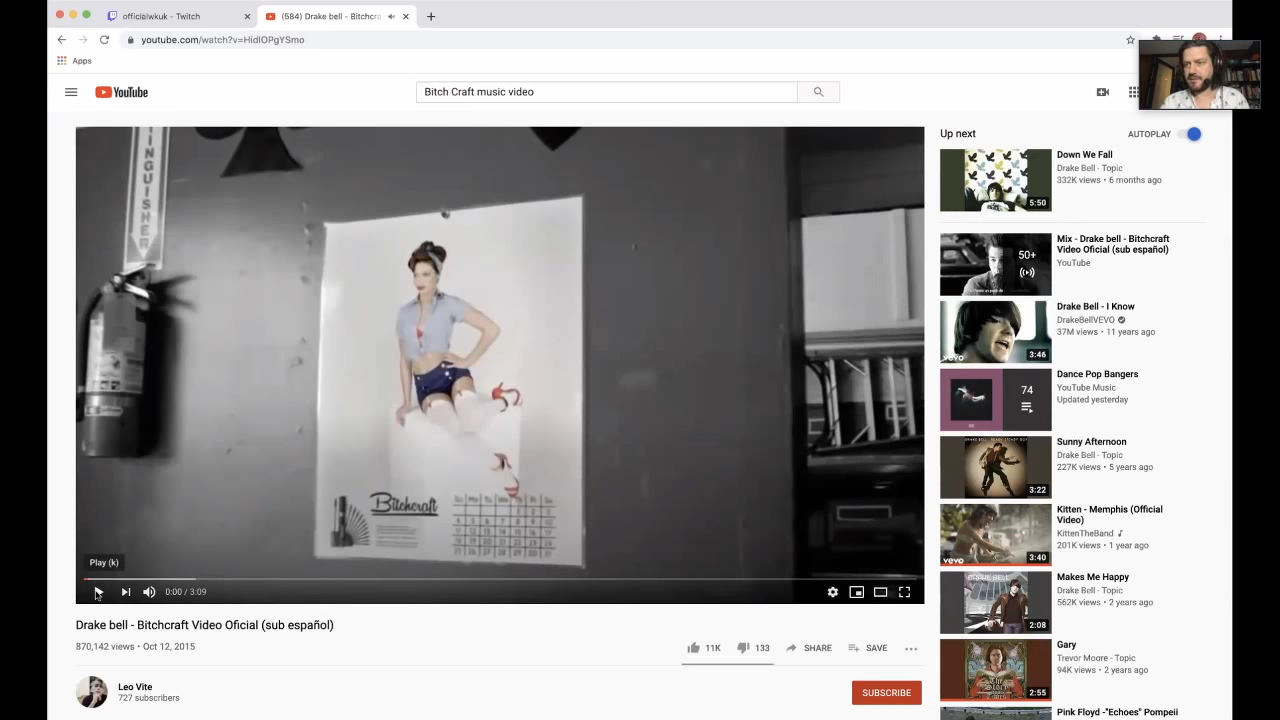 officialwkuk - Twitch
(584) Drake bell - Bitchcra
youtube.com/watch?v=HidIOPgYSmo
Apps
YouTube
Bitch Craft music video
INGUISHER
Bitchcraft
Play (k)
0:00 / 3:09
Drake bell - Bitchcraft Video Oficial (sub español)
870,142 views • Oct 12, 2015
11K
133
SHARE
SAVE
Leo Vite
727 subscribers
SUBSCRIBE
Up next
AUTOPLAY
5:50
Down We Fall
Drake Bell - Topic
332K views • 6 months ago
50+
Mix - Drake bell - Bitchcraft
Video Oficial (sub español)
YouTube
vevo
3:46
Drake Bell - I Know
DrakeBellVEVO
37M views • 11 years ago
74
Dance Pop Bangers
YouTube Music
Updated yesterday
3:22
Sunny Afternoon
Drake Bell - Topic
227K views • 5 years ago
vevo
3:40
Kitten - Memphis (Official
Video)
KittenTheBand
201K views • 1 year ago
DRAKE BELL
2:08
Makes Me Happy
Drake Bell - Topic
562K views • 2 years ago
2:55
Gary
Trevor Moore - Topic
94K views • 2 years ago
Pink Floyd -"Echoes" Pompeii